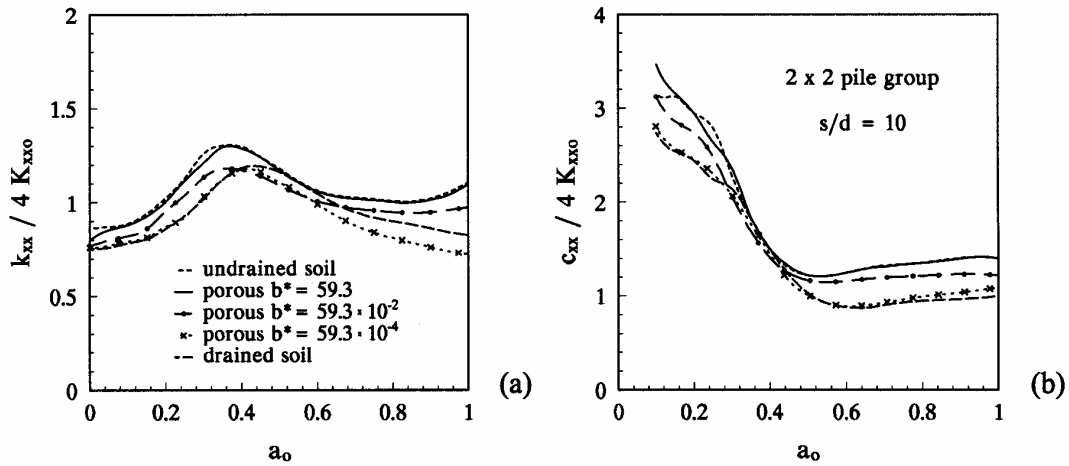 2
1.5
1
0.5
0
k_xx / 4 K_xxo
undrained soil
porous b* = 59.3
porous b* = 59.3 · 10^-2
porous b* = 59.3 · 10^-4
drained soil
0 0.2 0.4 0.6 0.8 1
a_o
(a)
4
3
2
1
0
c_xx / 4 K_xxo
2 x 2 pile group
s/d = 10
0 0.2 0.4 0.6 0.8 1
a_o
(b)